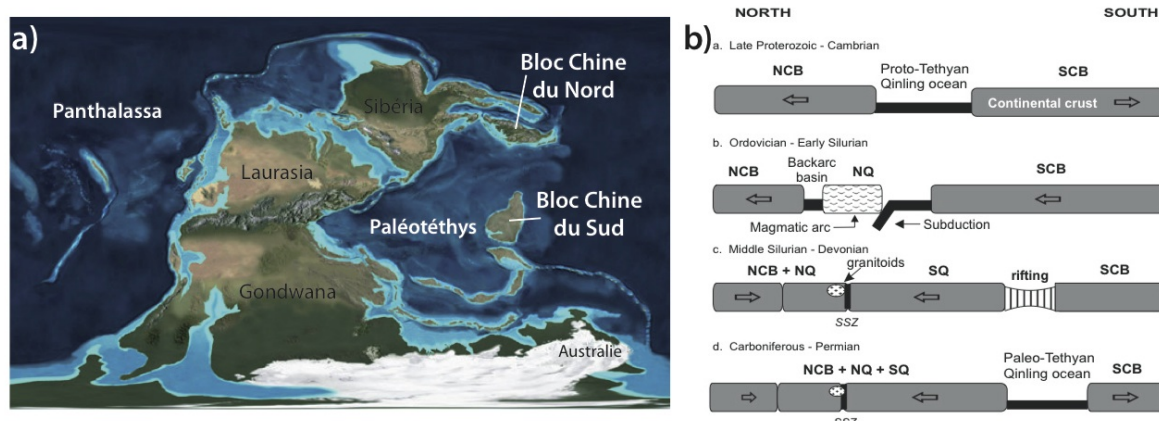 a)
Bloc Chine
du Nord
Sibéria
Panthalassa
Laurasia
Bloc Chine
du Sud
Paléotéthys
Gondwana
Australie
b)
NORTH
SOUTH
a. Late Proterozoic - Cambrian
NCB
Proto-Tethyan
Qinling ocean
SCB
Continental crust
b. Ordovician - Early Silurian
NCB
Backarc
basin
NQ
SCB
Magmatic arc
Subduction
c. Middle Silurian - Devonian
NCB + NQ
granitoids
SQ
rifting
SCB
SSZ
d. Carboniferous - Permian
NCB + NQ + SQ
Paleo-Tethyan
Qinling ocean
SCB
SSZ